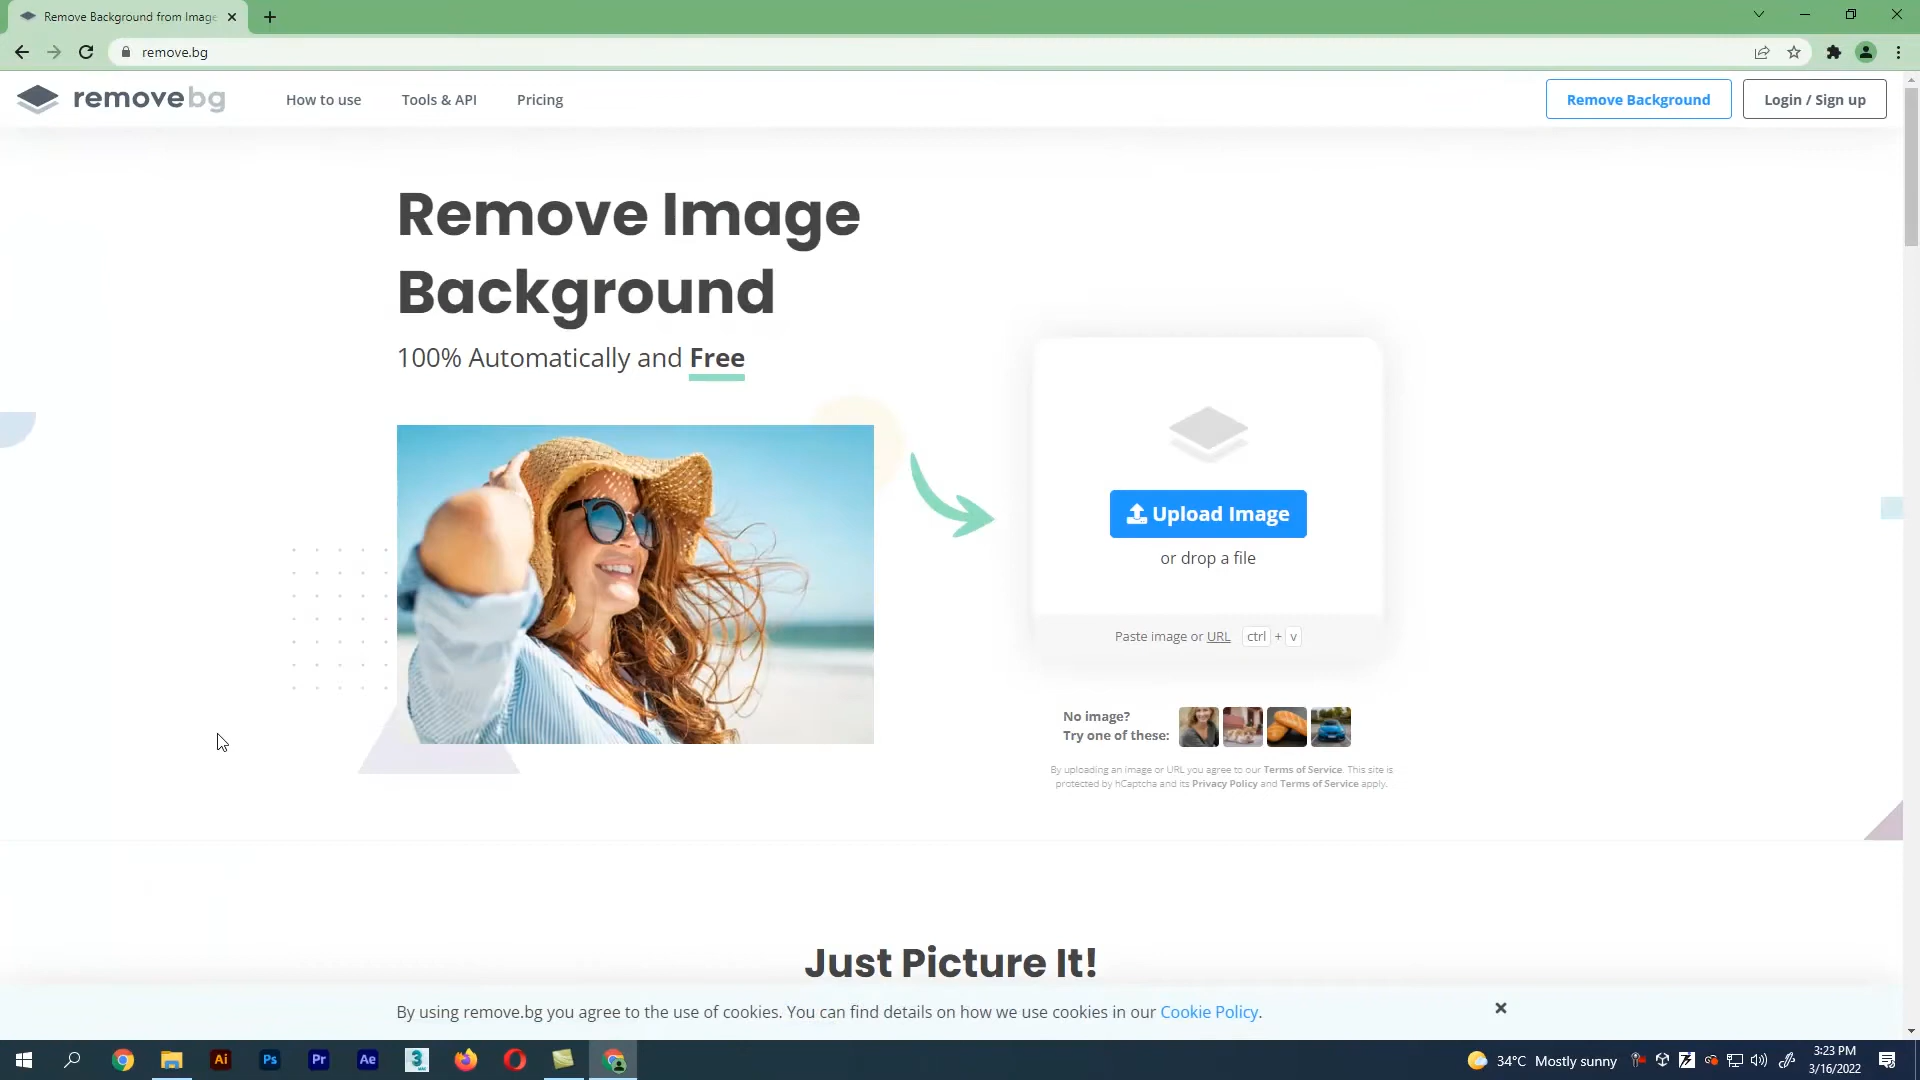 Remove Background from Image
remove.bg
removebg
How to use
Tools & API
Pricing
Remove Background
Login / Sign up
Remove Image
Background
100% Automatically and Free
Upload Image
or drop a file
Paste image or URL ctrl + v
No image?
Try one of these:
By uploading an image or URL you agree to our Terms of Service. This site is
protected by hCaptcha and its Privacy Policy and Terms of Service apply.
Just Picture It!
By using remove.bg you agree to the use of cookies. You can find details on how we use cookies in our Cookie Policy.
Ai
Ps
Pr
Ae
3
34°C Mostly sunny
3:23 PM
3/16/2022